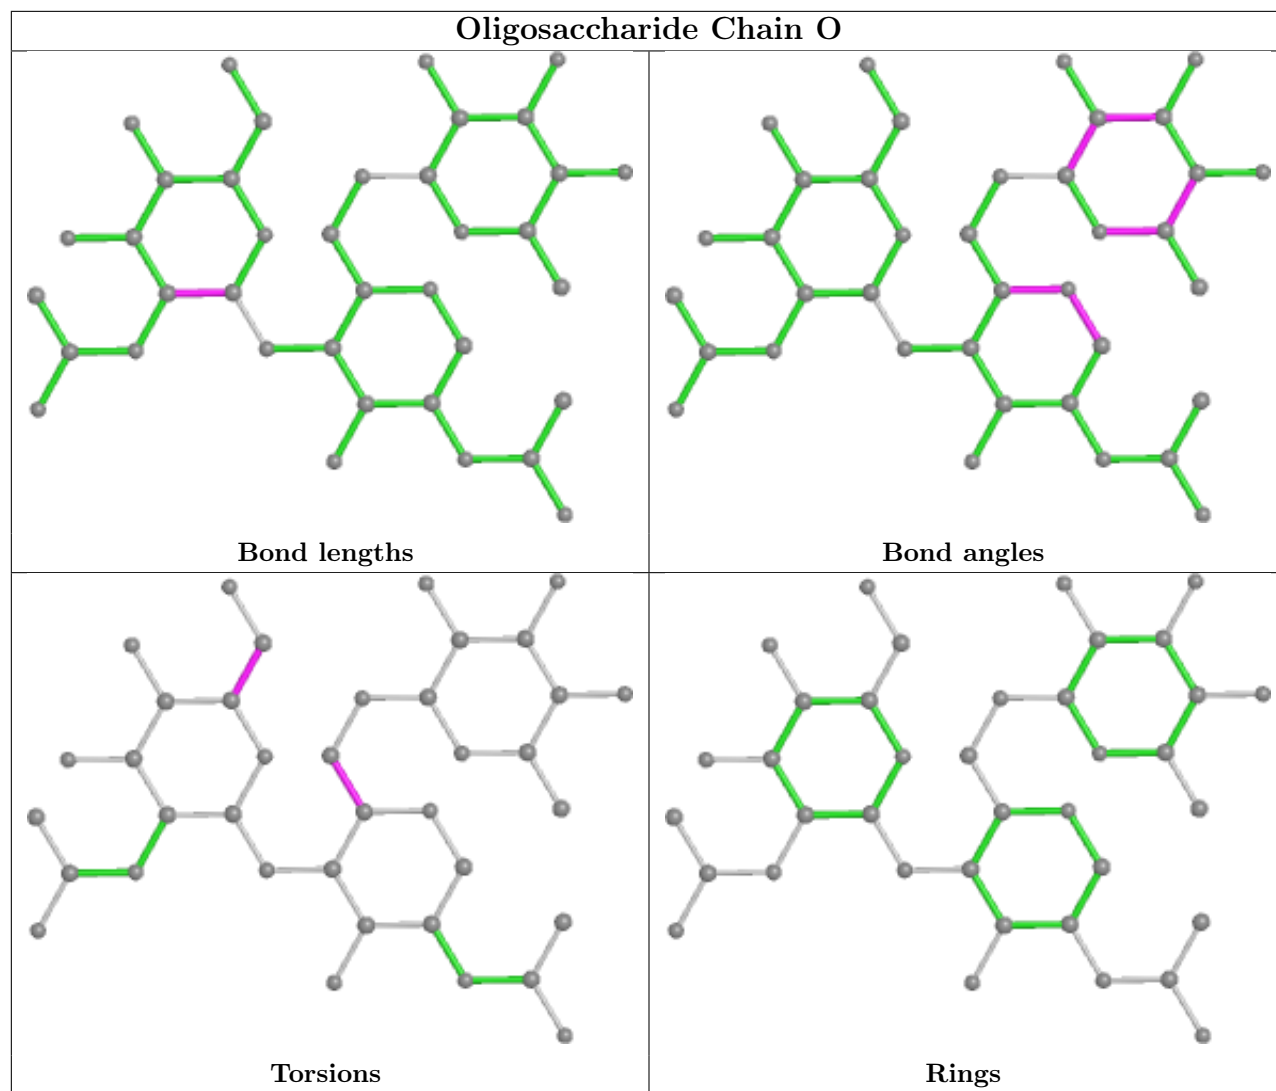 Oligosaccharide Chain O
Bond lengths
Bond angles
Torsions
Rings